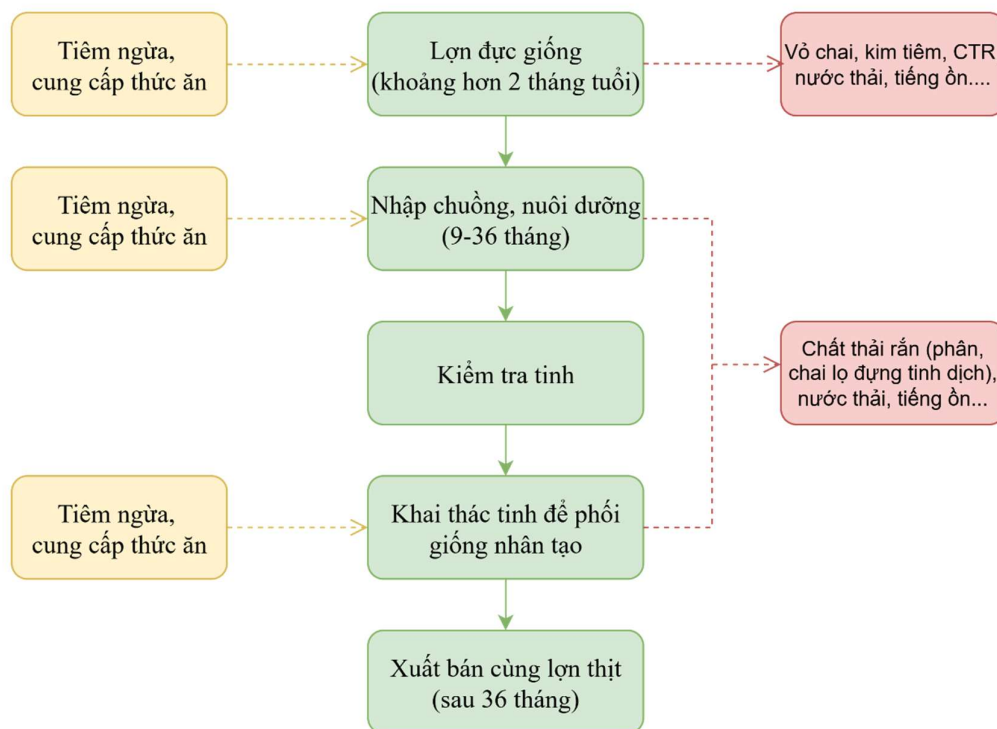 Tiêm ngừa,
cung cấp thức ăn
Lợn đực giống
(khoảng hơn 2 tháng tuổi)
Vỏ chai, kim tiêm, CTR
nước thải, tiếng ồn....
Tiêm ngừa,
cung cấp thức ăn
Nhập chuồng, nuôi dưỡng
(9-36 tháng)
Kiểm tra tinh
Chất thải rắn (phân,
chai lọ đựng tinh dịch),
nước thải, tiếng ồn...
Tiêm ngừa,
cung cấp thức ăn
Khai thác tinh để phối
giống nhân tạo
Xuất bán cùng lợn thịt
(sau 36 tháng)